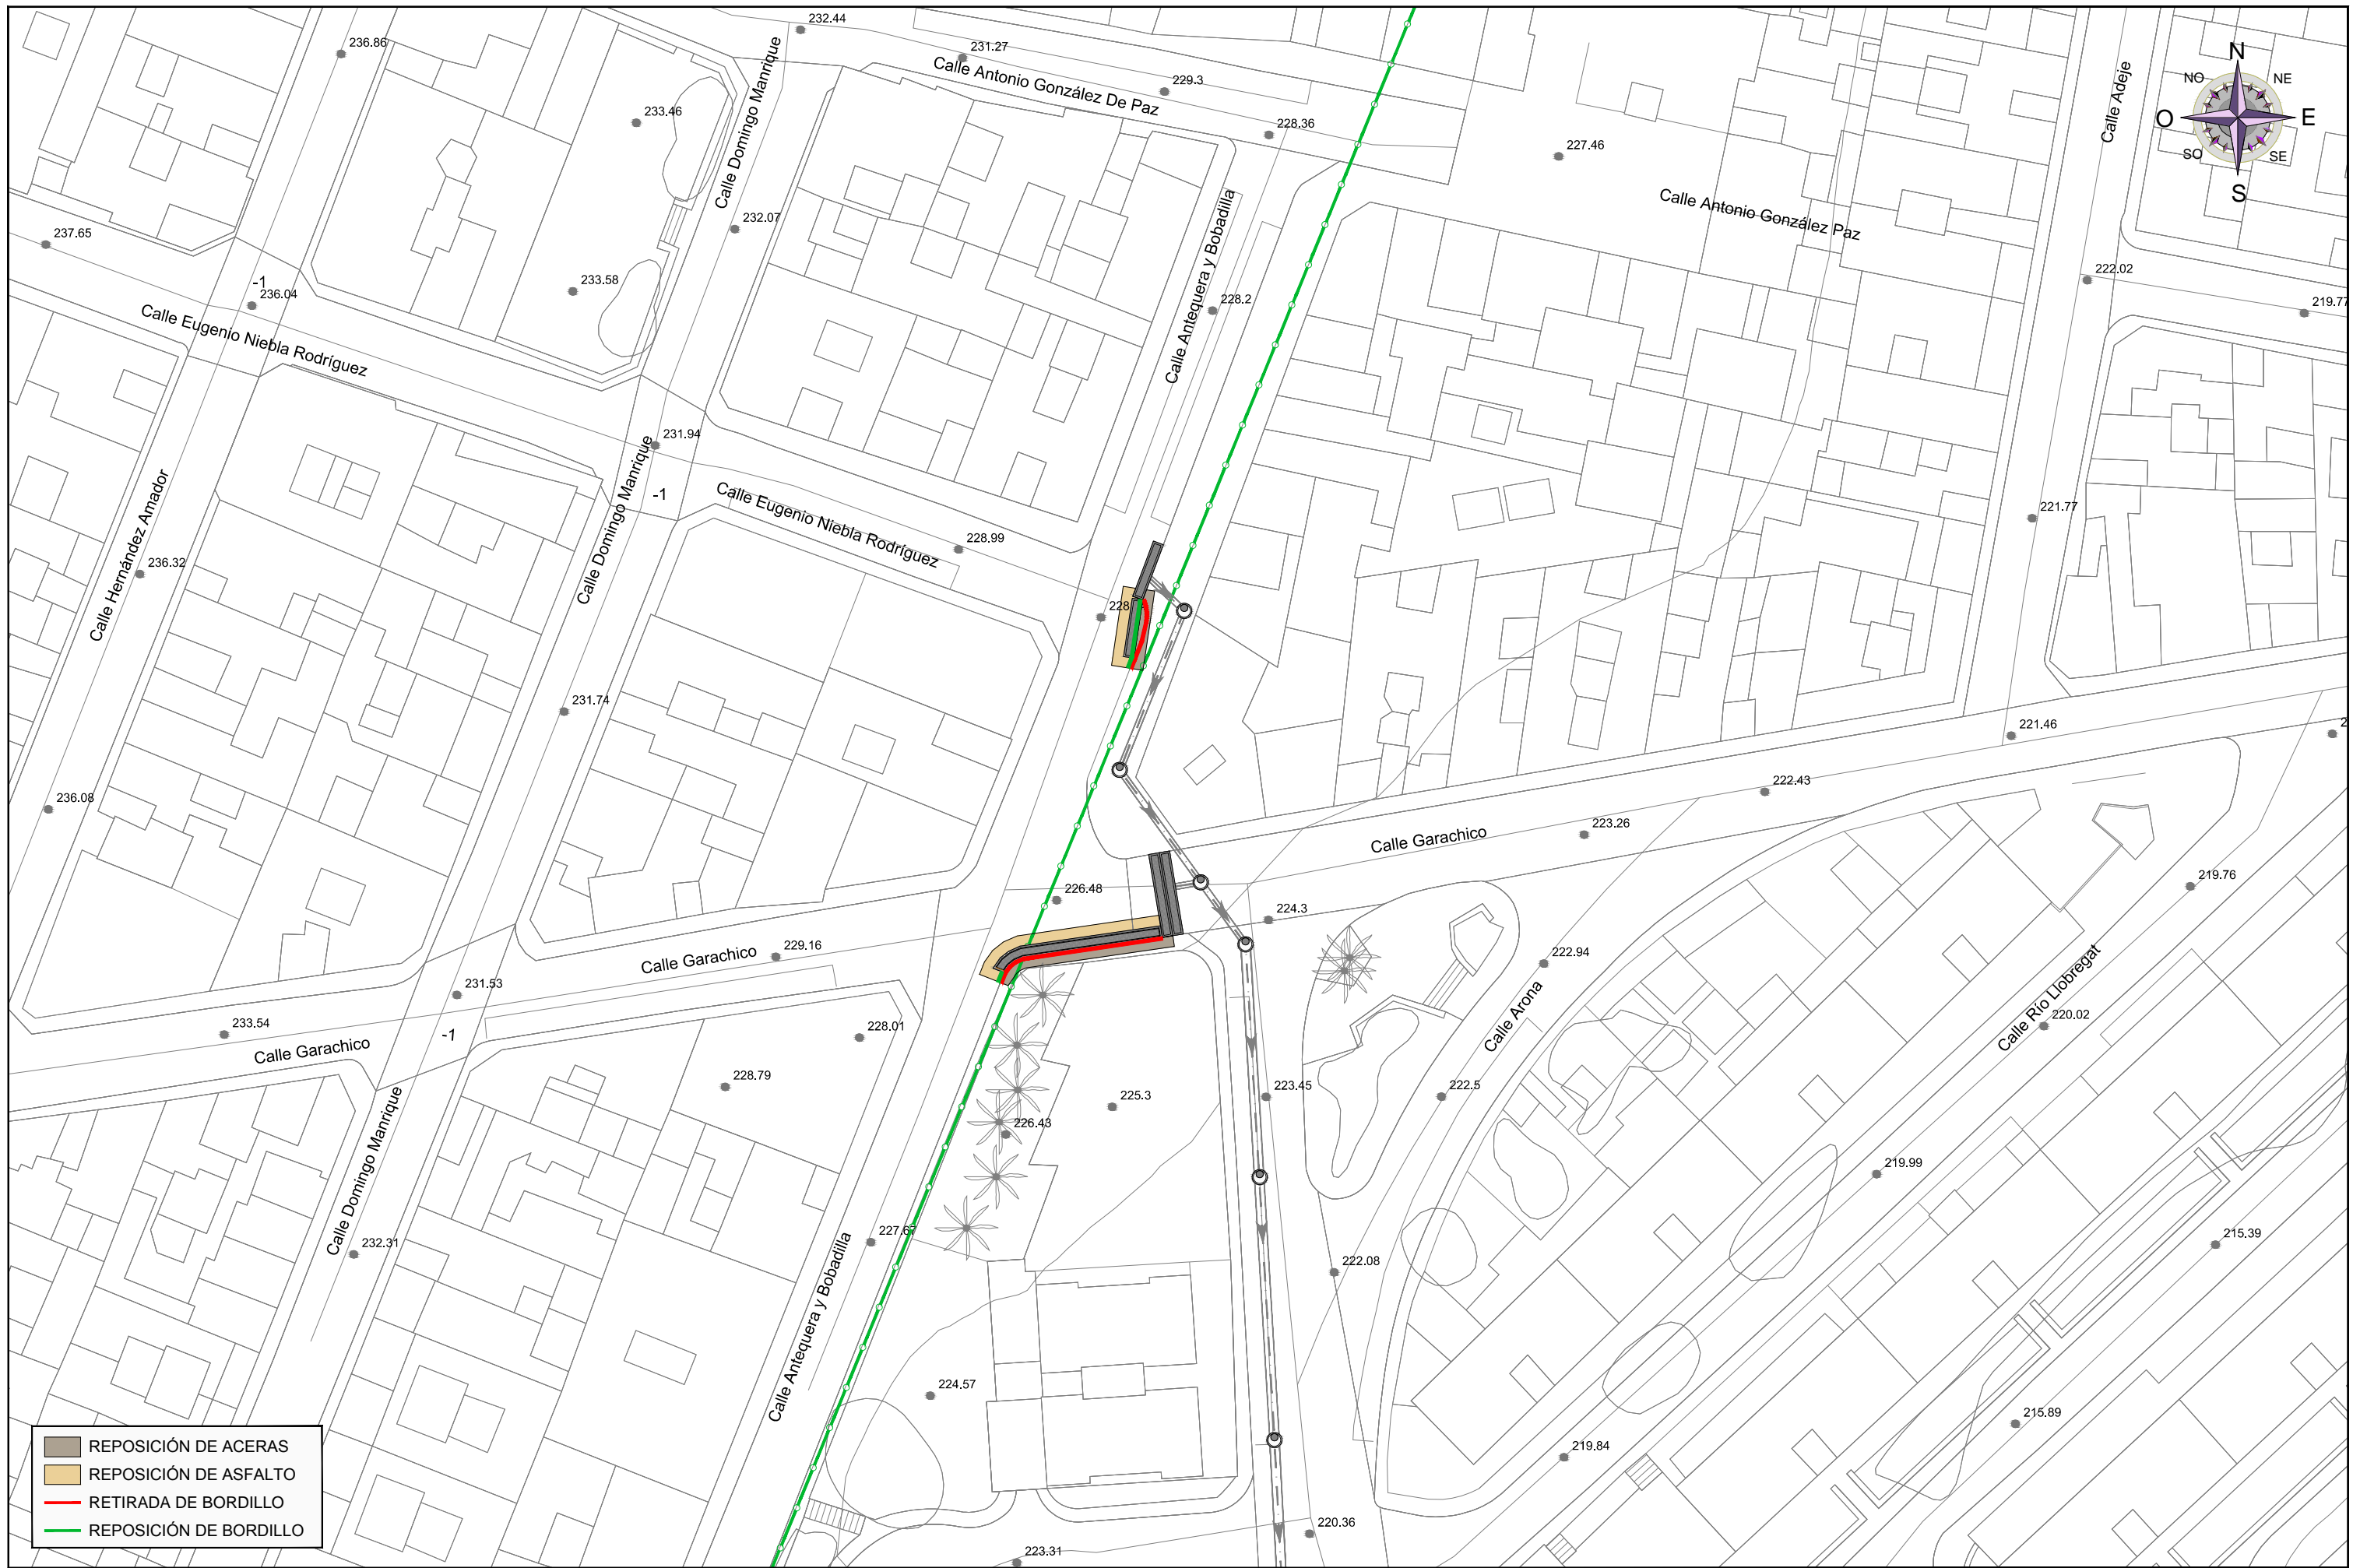 232.44
236.86
231.27
Calle Antonio González De Paz
229.3
N
NO
NE
O
E
SO
SE
S
Calle Adeje
Calle Domingo Manrique
233.46
228.36
227.46
Calle Antonio González Paz
237.65
232.07
Calle Antequera y Bobadilla
-1
236.04
233.58
228.2
222.02
219.77
Calle Eugenio Niebla Rodríguez
231.94
Calle Domingo Manrique
-1
Calle Eugenio Niebla Rodríguez
221.77
Calle Hernández Amador
236.32
228.99
228
231.74
221.46
236.08
222.43
223.26
Calle Garachico
226.48
219.76
224.3
229.16
Calle Garachico
222.94
231.53
Calle Arona
Calle Río Llobregat
220.02
233.54
-1
Calle Garachico
228.01
228.79
225.3
223.45
222.5
226.43
Calle Domingo Manrique
219.99
232.31
227.67
222.08
215.39
Calle Antequera y Bobadilla
224.57
215.89
219.84
220.36
223.31
REPOSICIÓN DE ACERAS
REPOSICIÓN DE ASFALTO
RETIRADA DE BORDILLO
REPOSICIÓN DE BORDILLO